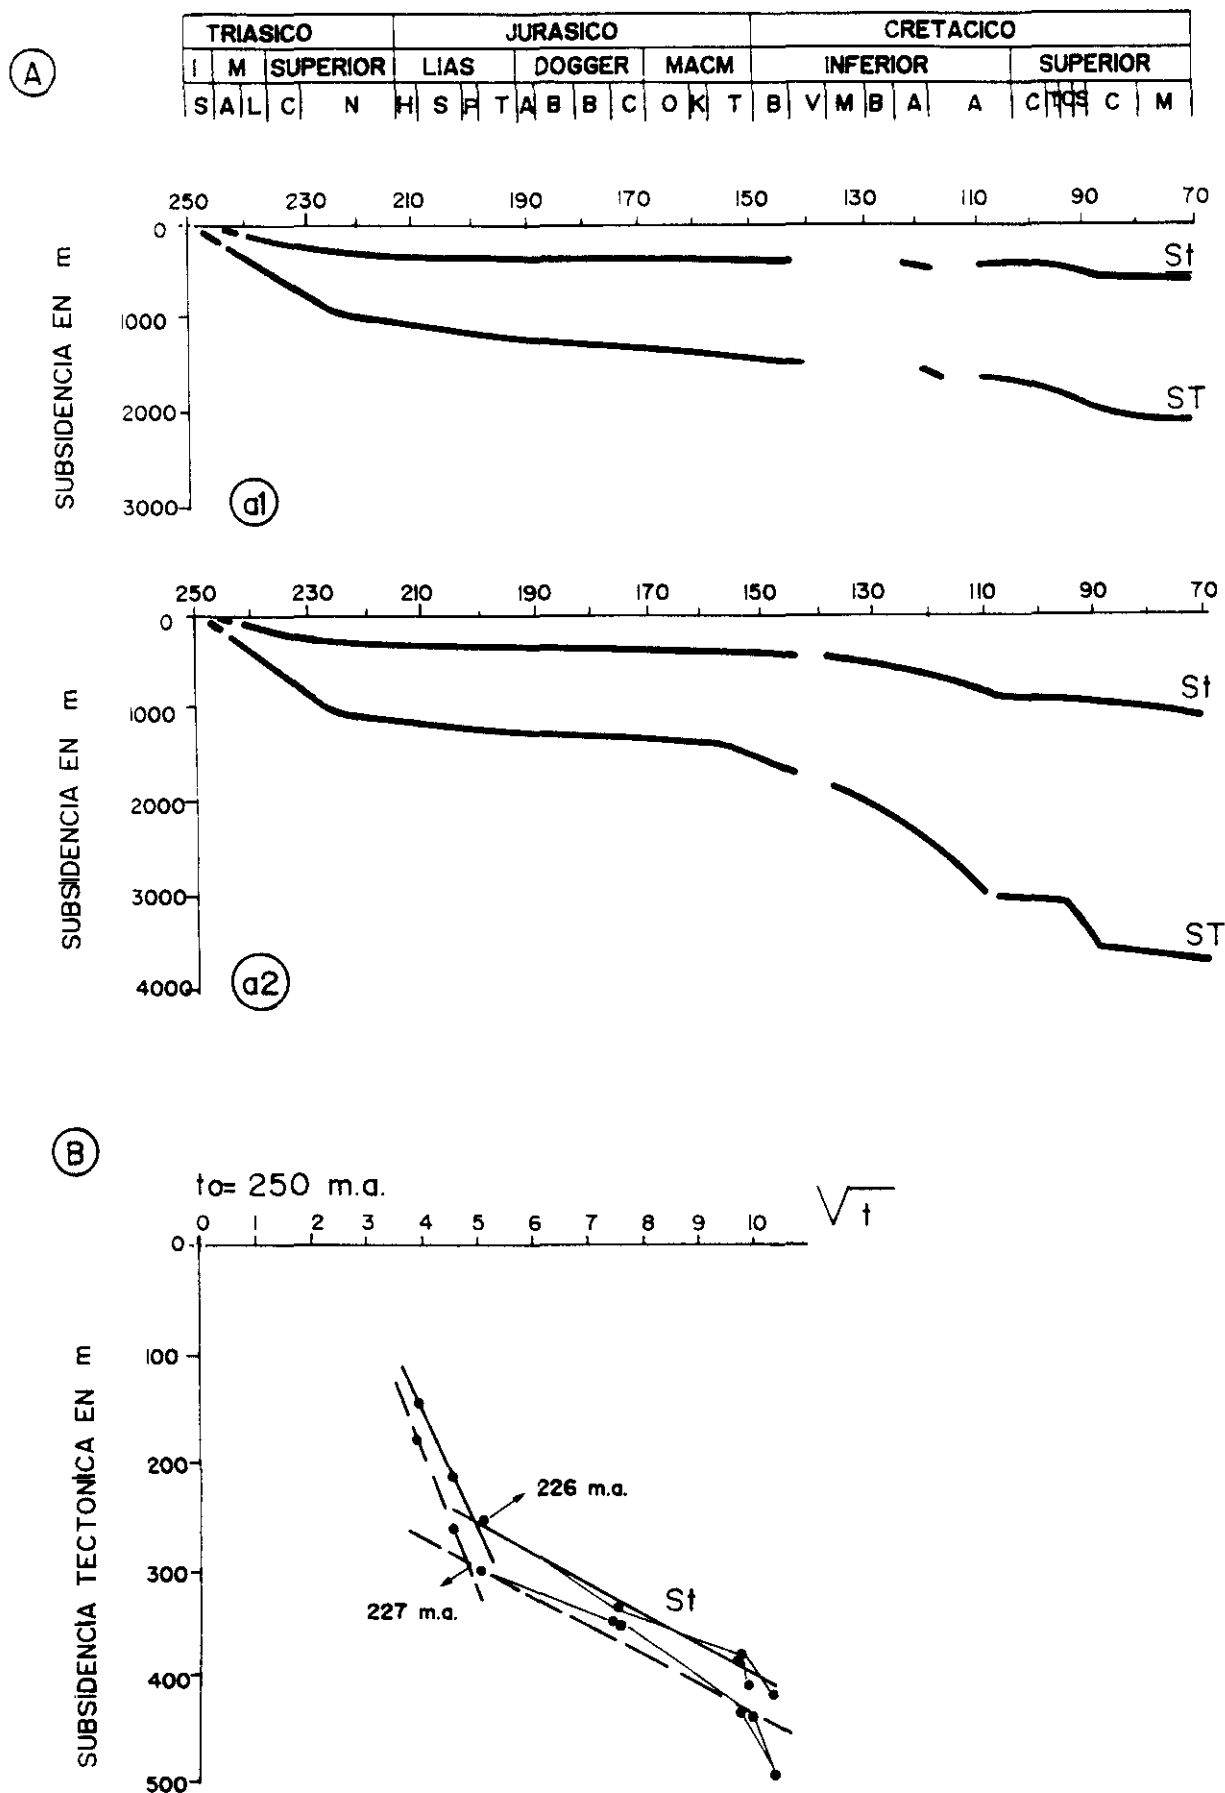 A
TRIASICO JURASICO CRETACICO
I M SUPERIOR LIAS DOGGER MACM INFERIOR SUPERIOR
S A L C N H S P T A B B C O K T B V M B A A C T C S C M
250 230 210 190 170 150 130 110 90 70
0
1000
2000
3000
SUBSIDENCIA EN m
St
ST
a1
250 230 210 190 170 150 130 110 90 70
0
1000
2000
3000
4000
SUBSIDENCIA EN m
St
ST
a2
B
to= 250 m.a.
√t
0 1 2 3 4 5 6 7 8 9 10
0
100
200
300
400
500
SUBSIDENCIA TECTONICA EN m
226 m.a.
227 m.a.
St